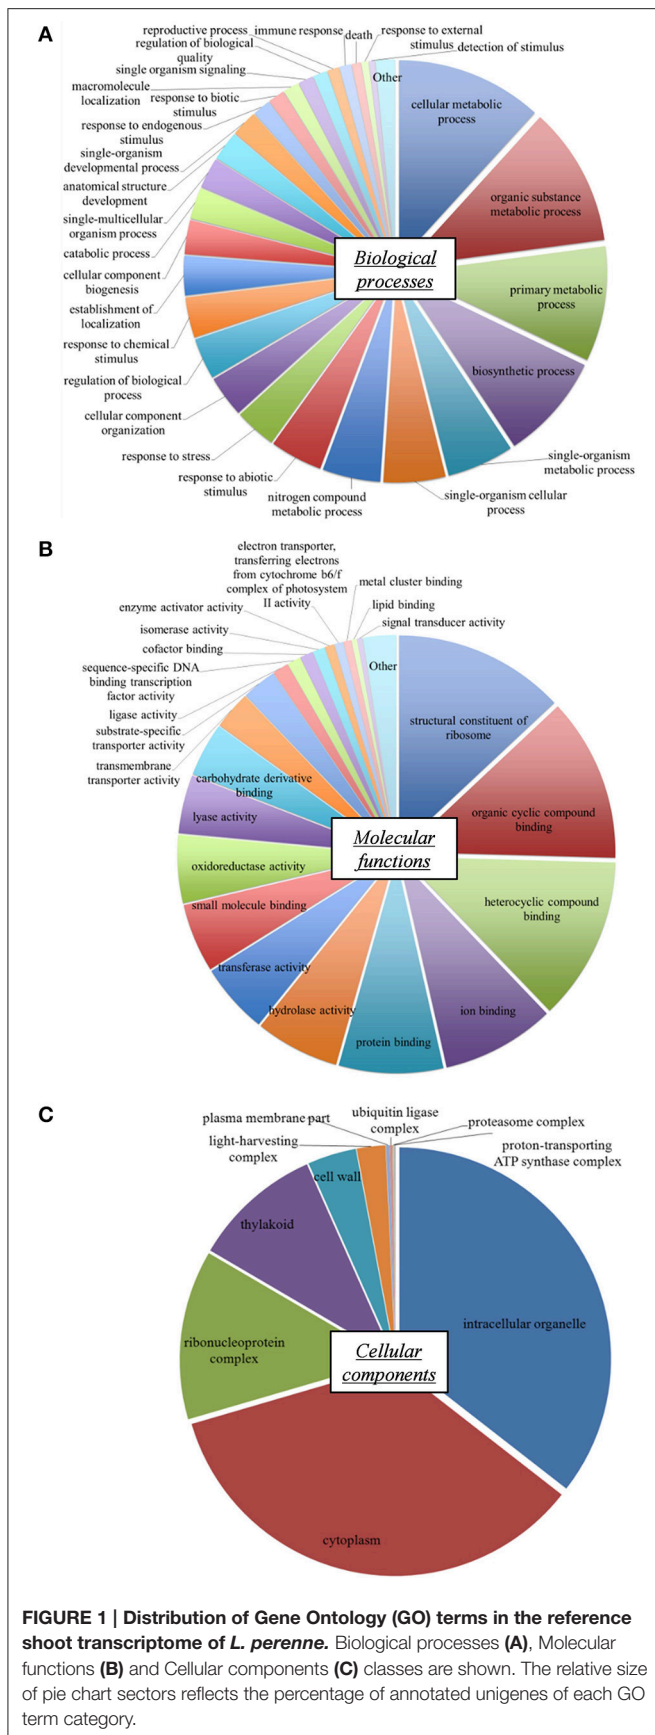 A
reproductive process
immune response
death
response to external
stimulus
regulation of biological
quality
detection of stimulus
single organism signaling
Other
macromolecule
localization
response to biotic
stimulus
cellular metabolic
process
response to endogenous
stimulus
single-organism
developmental process
anatomical structure
development
organic substance
metabolic process
single-multicellular
organism process
catabolic process
Biological
processes
cellular component
biogenesis
primary metabolic
process
establishment of
localization
response to chemical
stimulus
regulation of biological
process
biosynthetic process
cellular component
organization
response to stress
single-organism
metabolic process
response to abiotic
stimulus
nitrogen compound
metabolic process
single-organism cellular
process
B
electron transporter,
transferring electrons
from cytochrome b6/f
complex of photosystem
II activity
metal cluster binding
enzyme activator activity
lipid binding
isomerase activity
signal transducer activity
cofactor binding
Other
sequence-specific DNA
binding transcription
factor activity
ligase activity
structural constituent of
ribosome
substrate-specific
transporter activity
transmembrane
transporter activity
carbohydrate derivative
binding
lyase activity
organic cyclic compound
binding
Molecular
functions
oxidoreductase activity
small molecule binding
heterocyclic compound
binding
transferase activity
hydrolase activity
ion binding
protein binding
C
plasma membrane part
ubiquitin ligase
complex
proteasome complex
light-harvesting
complex
proton-transporting
ATP synthase complex
cell wall
thylakoid
intracellular organelle
ribonucleoprotein
complex
Cellular
components
cytoplasm
FIGURE 1 | Distribution of Gene Ontology (GO) terms in the reference
shoot transcriptome of L. perenne. Biological processes (A), Molecular
functions (B) and Cellular components (C) classes are shown. The relative size
of pie chart sectors reflects the percentage of annotated unigenes of each GO
term category.